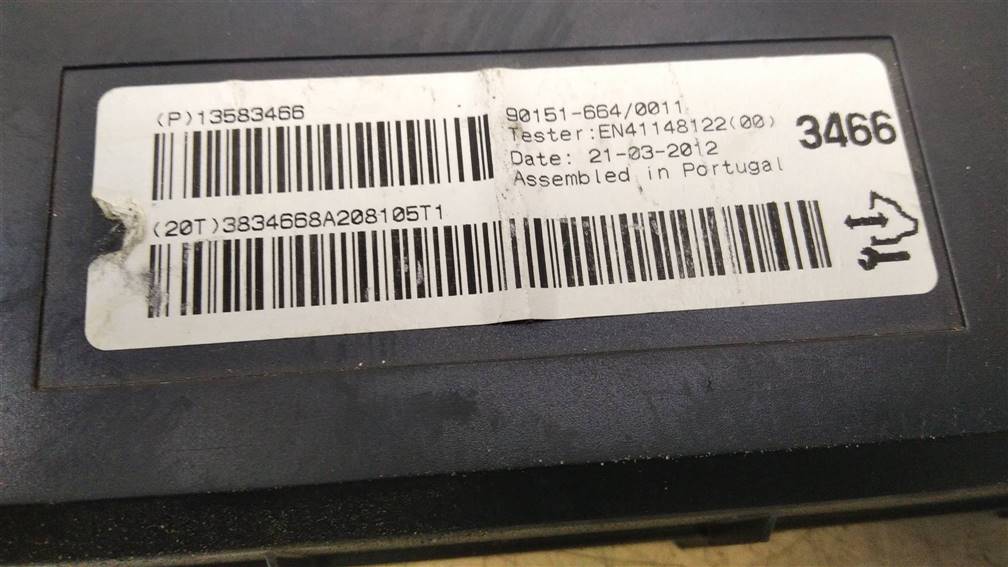 (P)13583466
(20T)3834668A208105T1
90151-664/0011
Tester:EN41148122(00)
Date: 21-03-2012
Assembled in Portugal
3466